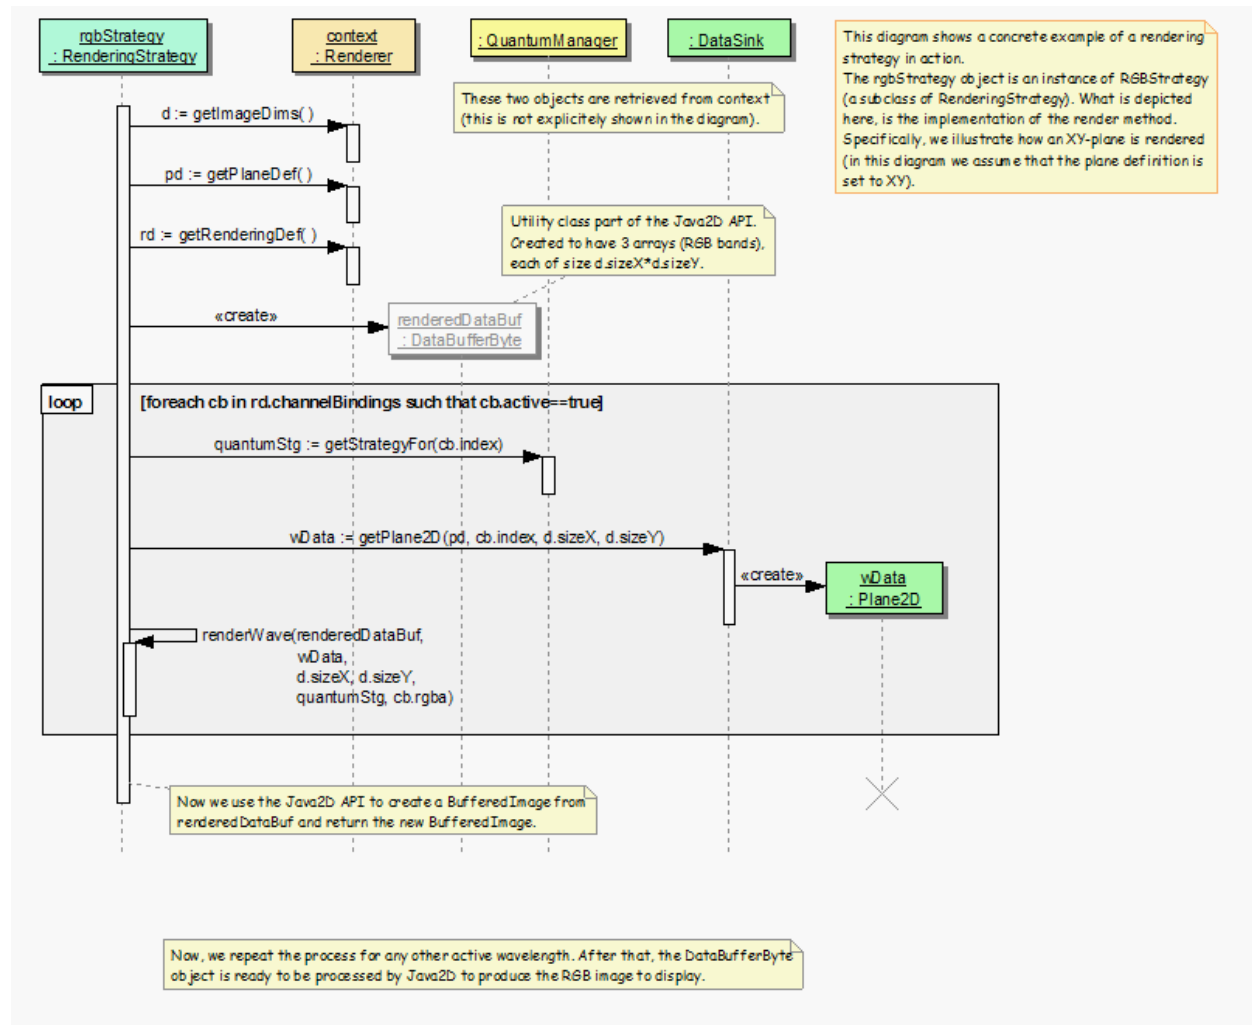 rgbStrategy
: RenderingStrategy
context
: Renderer
: QuantumManager
: DataSink
This diagram shows a concrete example of a rendering
strategy in action.
The rgbStrategy object is an instance of RGBStrategy
(a subclass of RenderingStrategy). What is depicted
here, is the implementation of the render method.
Specifically, we illustrate how an XY-plane is rendered
(in this diagram we assume that the plane definition is
set to XY).
These two objects are retrieved from context
(this is not explicitely shown in the diagram).
d := getImageDims( )
pd := getPlaneDef( )
rd := getRenderingDef( )
Utility class part of the Java2D API.
Created to have 3 arrays (RGB bands),
each of size d.sizeX*d.sizeY.
«create»
renderedDataBuf
: DataBufferByte
loop
[foreach cb in rd.channelBindings such that cb.active==true]
quantumStg := getStrategyFor(cb.index)
wData := getPlane2D(pd, cb.index, d.sizeX, d.sizeY)
«create»
wData
: Plane2D
renderWave(renderedDataBuf,
wData,
d.sizeX, d.sizeY,
quantumStg, cb.rgba)
Now we use the Java2D API to create a BufferedImage from
renderedDataBuf and return the new BufferedImage.
Now, we repeat the process for any other active wavelength. After that, the DataBufferByte
object is ready to be processed by Java2D to produce the RGB image to display.